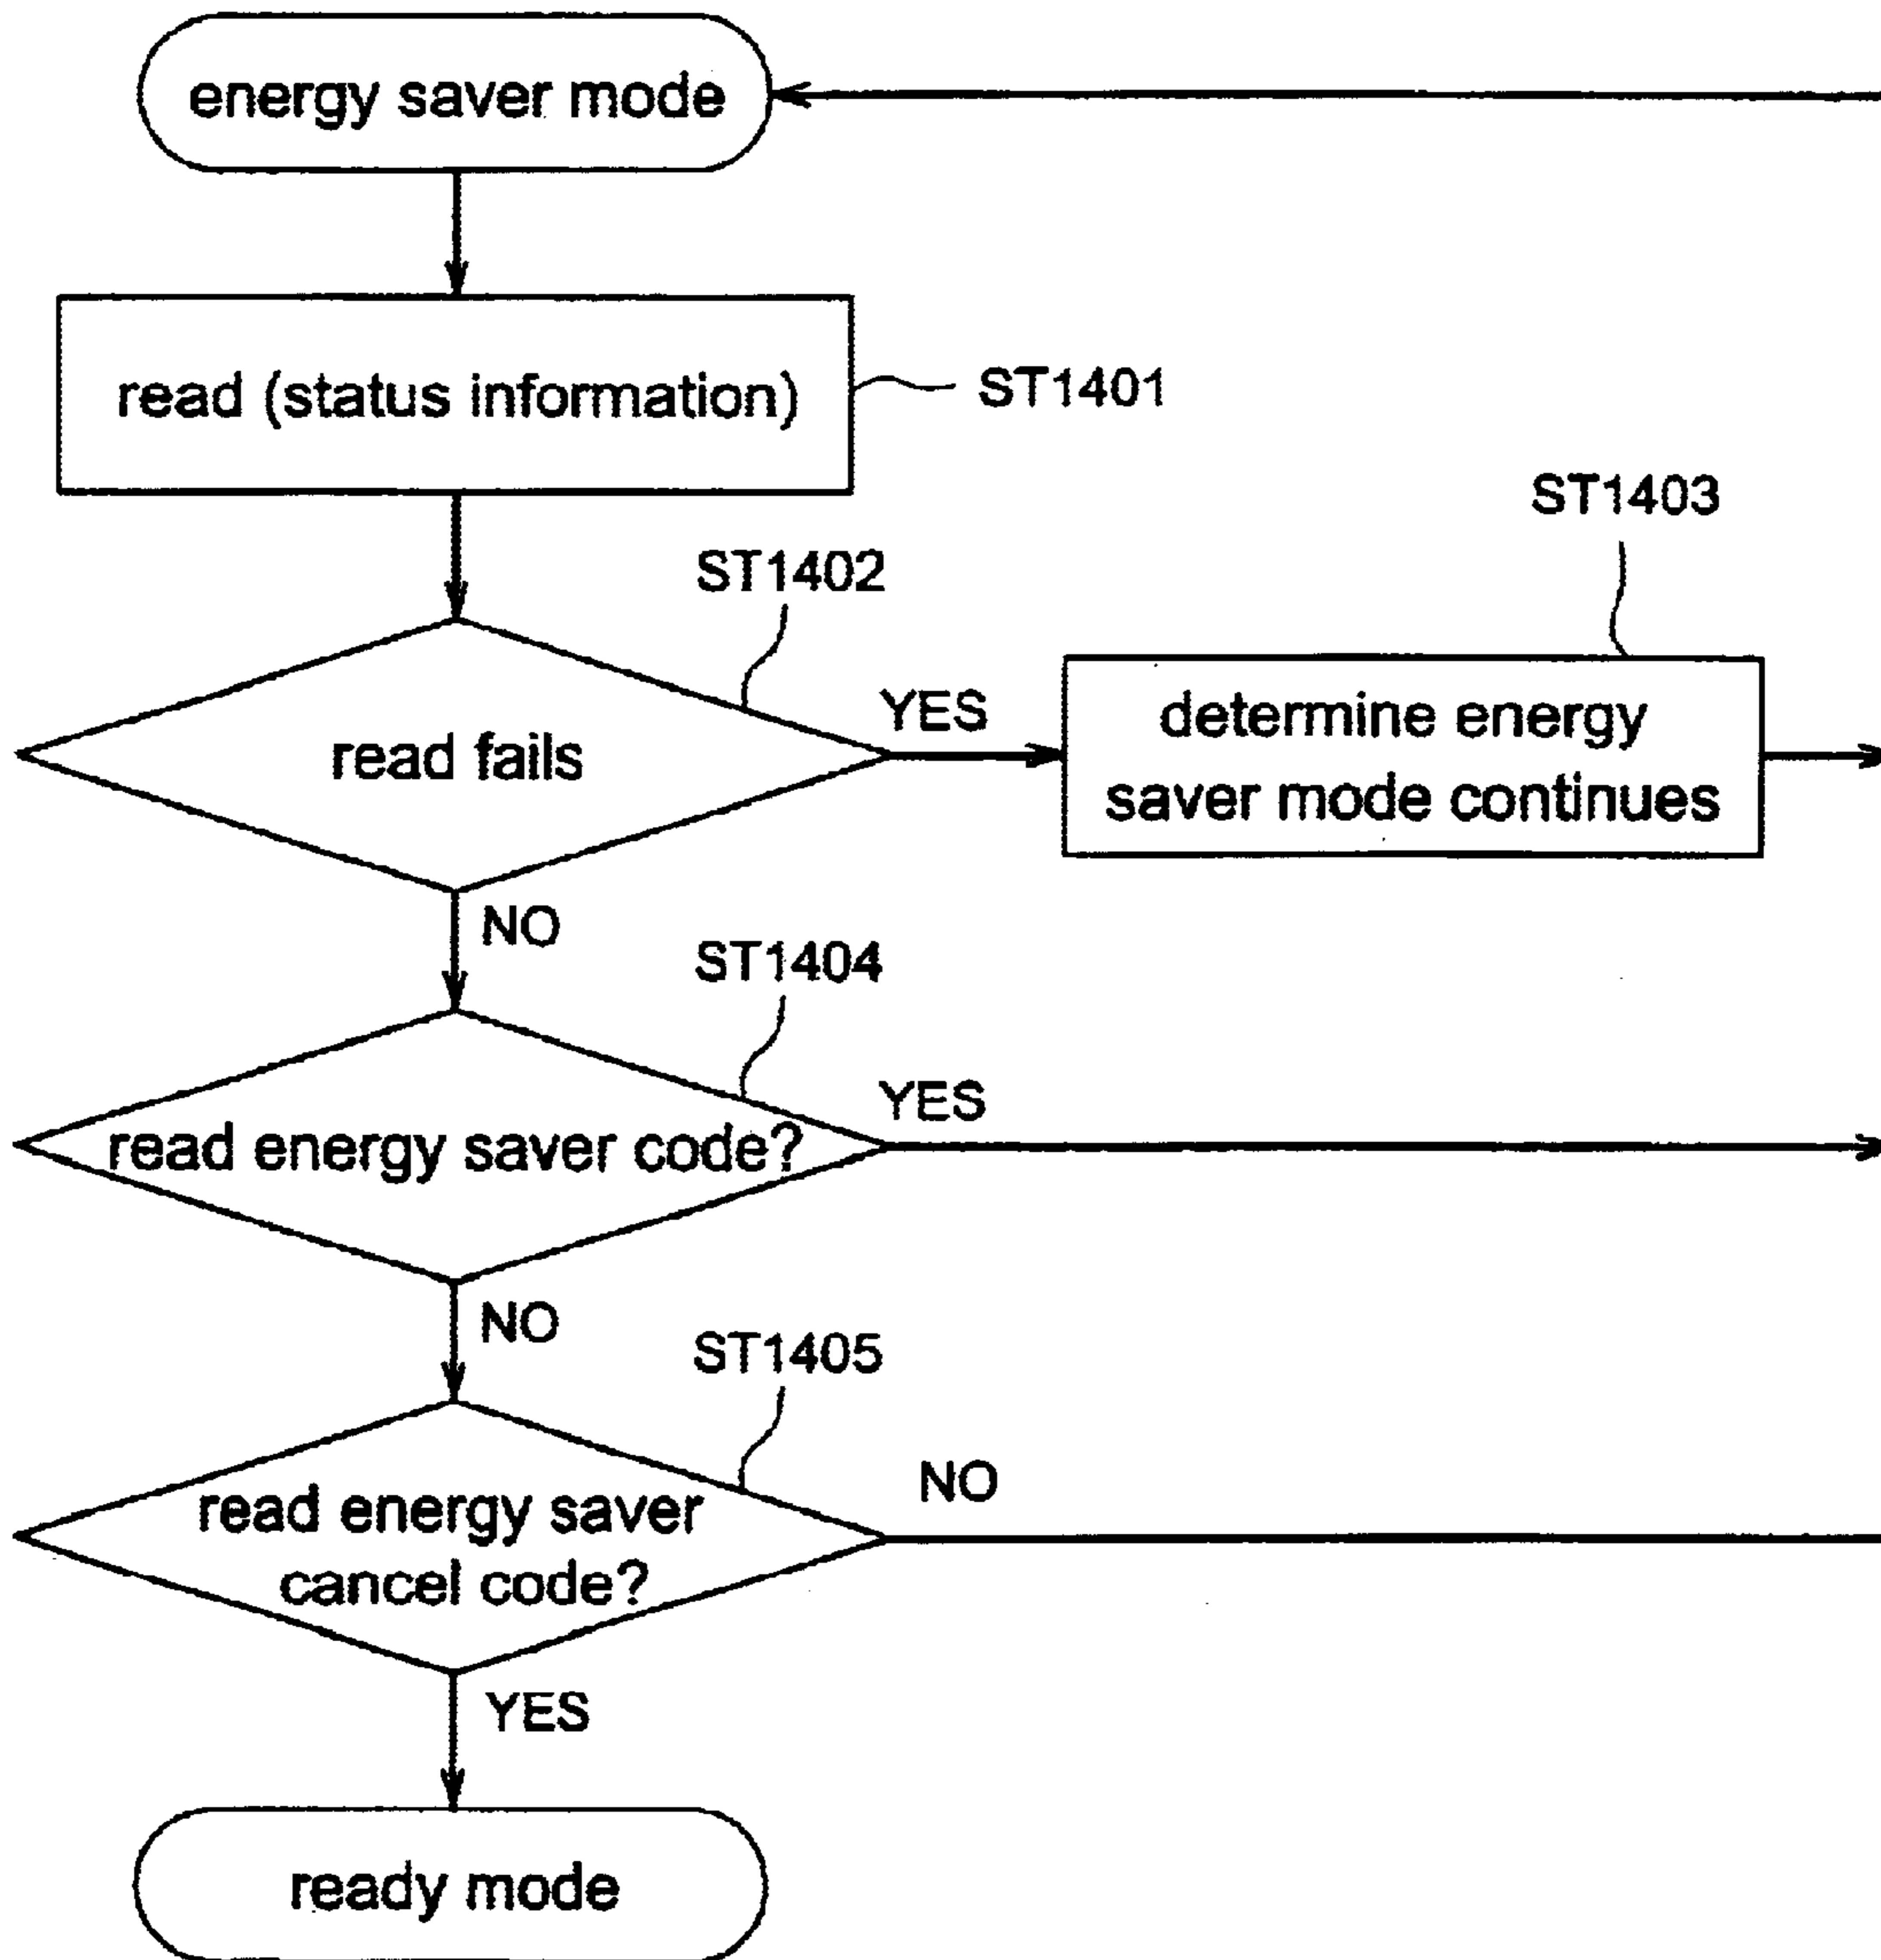 energy saver mode
read (status information)
ST1401
ST1403
ST1402
read fails
YES
determine energy
saver mode continues
NO
ST1404
read energy saver code?
YES
NO
ST1405
read energy saver
cancel code?
NO
YES
ready mode